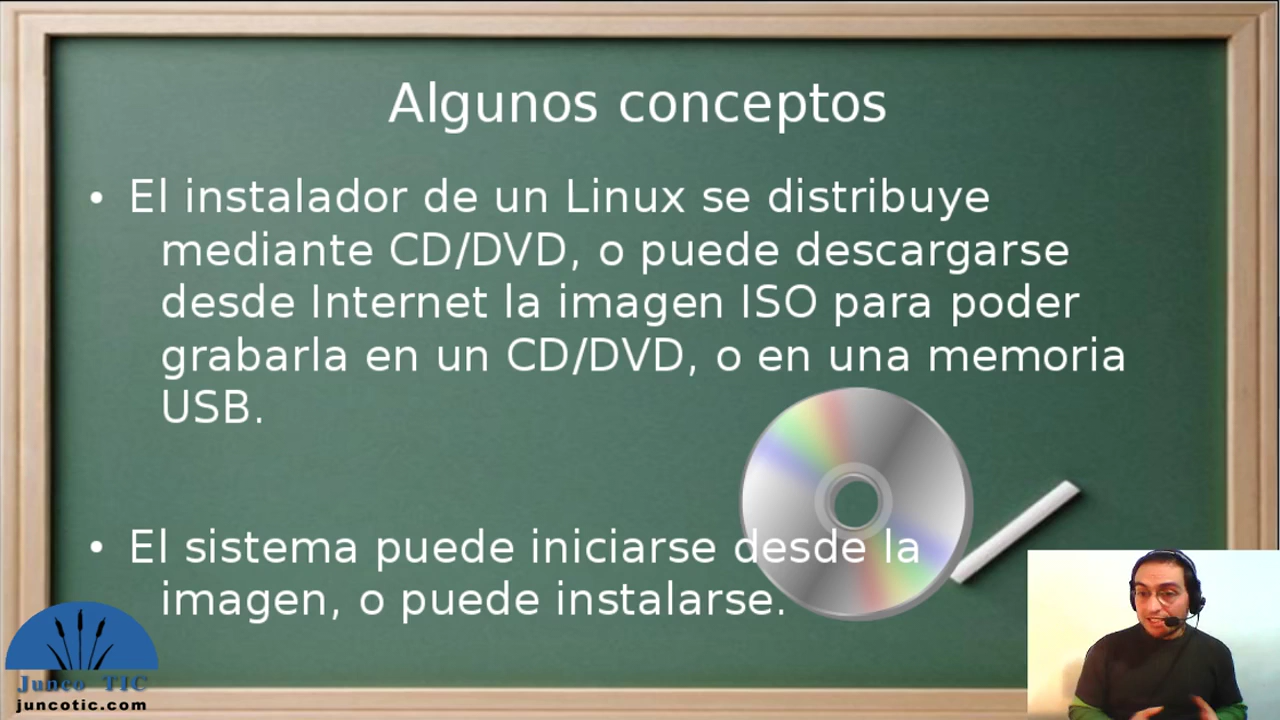 Algunos conceptos
• El instalador de un Linux se distribuye
mediante CD/DVD, o puede descargarse
desde Internet la imagen ISO para poder
grabarla en un CD/DVD, o en una memoria
USB.
• El sistema puede iniciarse desde la
imagen, o puede instalarse.
Junco TIC
juncotic.com